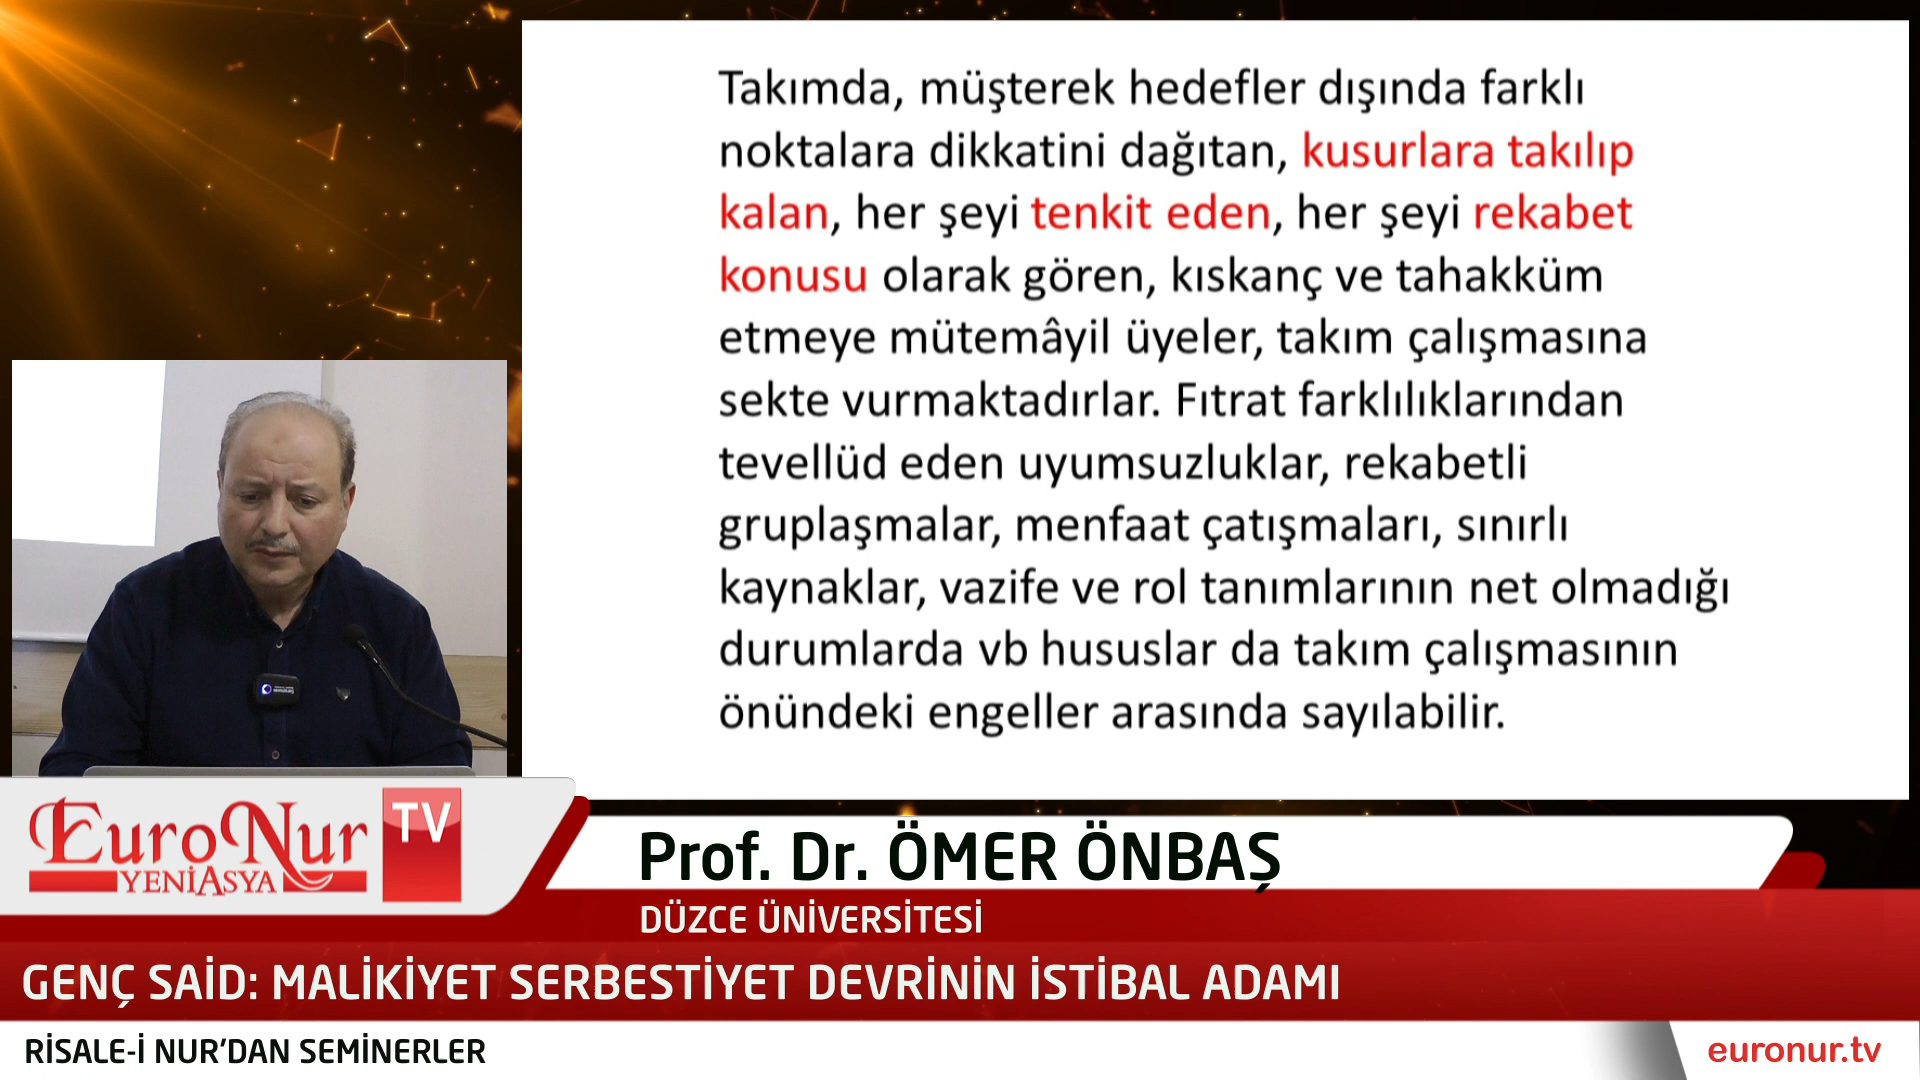 Takımda, müşterek hedefler dışında farklı
noktalara dikkatini dağıtan, kusurlara takılıp
kalan, her şeyi tenkit eden, her şeyi rekabet
konusu olarak gören, kıskanç ve tahakküm
etmeye mütemâyil üyeler, takım çalışmasına
sekte vurmaktadırlar. Fıtrat farklılıklarından
tevellüd eden uyumsuzluklar, rekabetli
gruplaşmalar, menfaat çatışmaları, sınırlı
kaynaklar, vazife ve rol tanımlarının net olmadığı
durumlarda vb hususlar da takım çalışmasının
önündeki engeller arasında sayılabilir.
EuroNur TV
YENİASYA
Prof. Dr. ÖMER ÖNBAŞ
DÜZCE ÜNİVERSİTESİ
GENÇ SAİD: MALİKİYET SERBESTİYET DEVRİNİN İSTİBAL ADAMI
RİSALE-İ NUR’DAN SEMİNERLER
euronur.tv